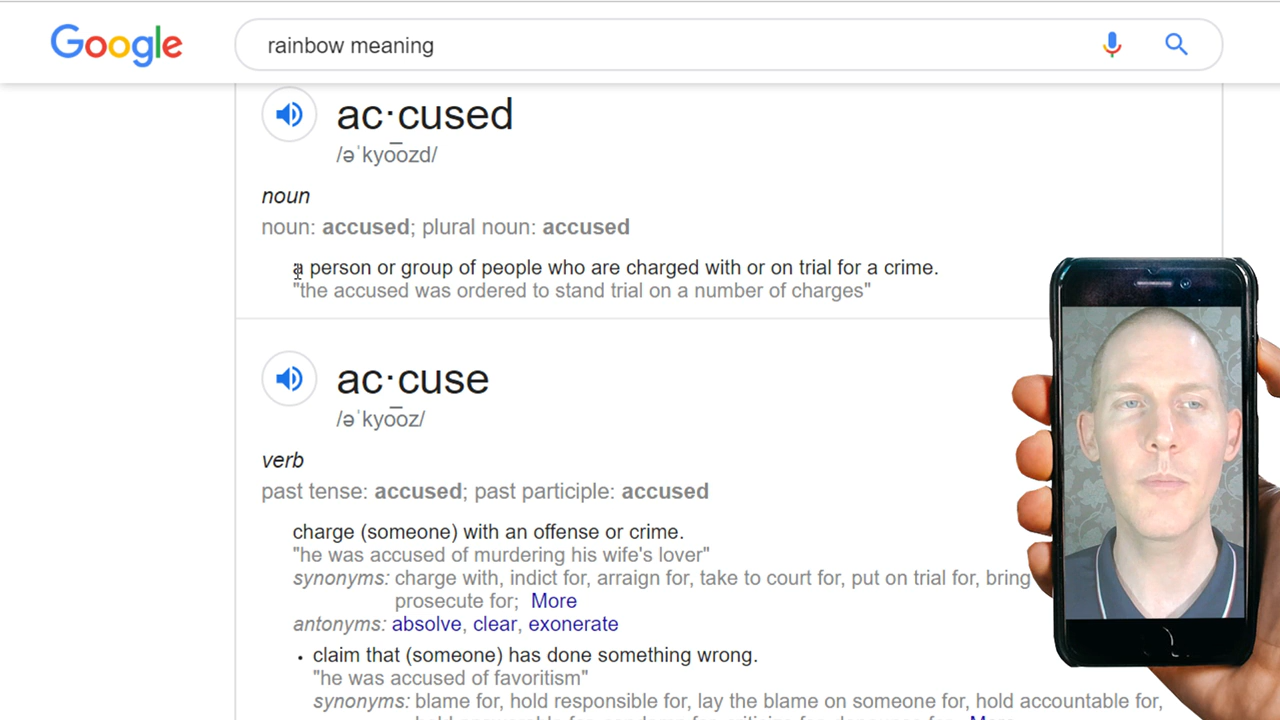 Google
rainbow meaning
ac·cused
/əˈkyo͞ozd/
noun
noun: accused; plural noun: accused
a person or group of people who are charged with or on trial for a crime.
"the accused was ordered to stand trial on a number of charges"
ac·cuse
/əˈkyo͞oz/
verb
past tense: accused; past participle: accused
charge (someone) with an offense or crime.
"he was accused of murdering his wife's lover"
synonyms: charge with, indict for, arraign for, take to court for, put on trial for, bring
prosecute for; More
antonyms: absolve, clear, exonerate
• claim that (someone) has done something wrong.
"he was accused of favoritism"
synonyms: blame for, hold responsible for, lay the blame on someone for, hold accountable for,